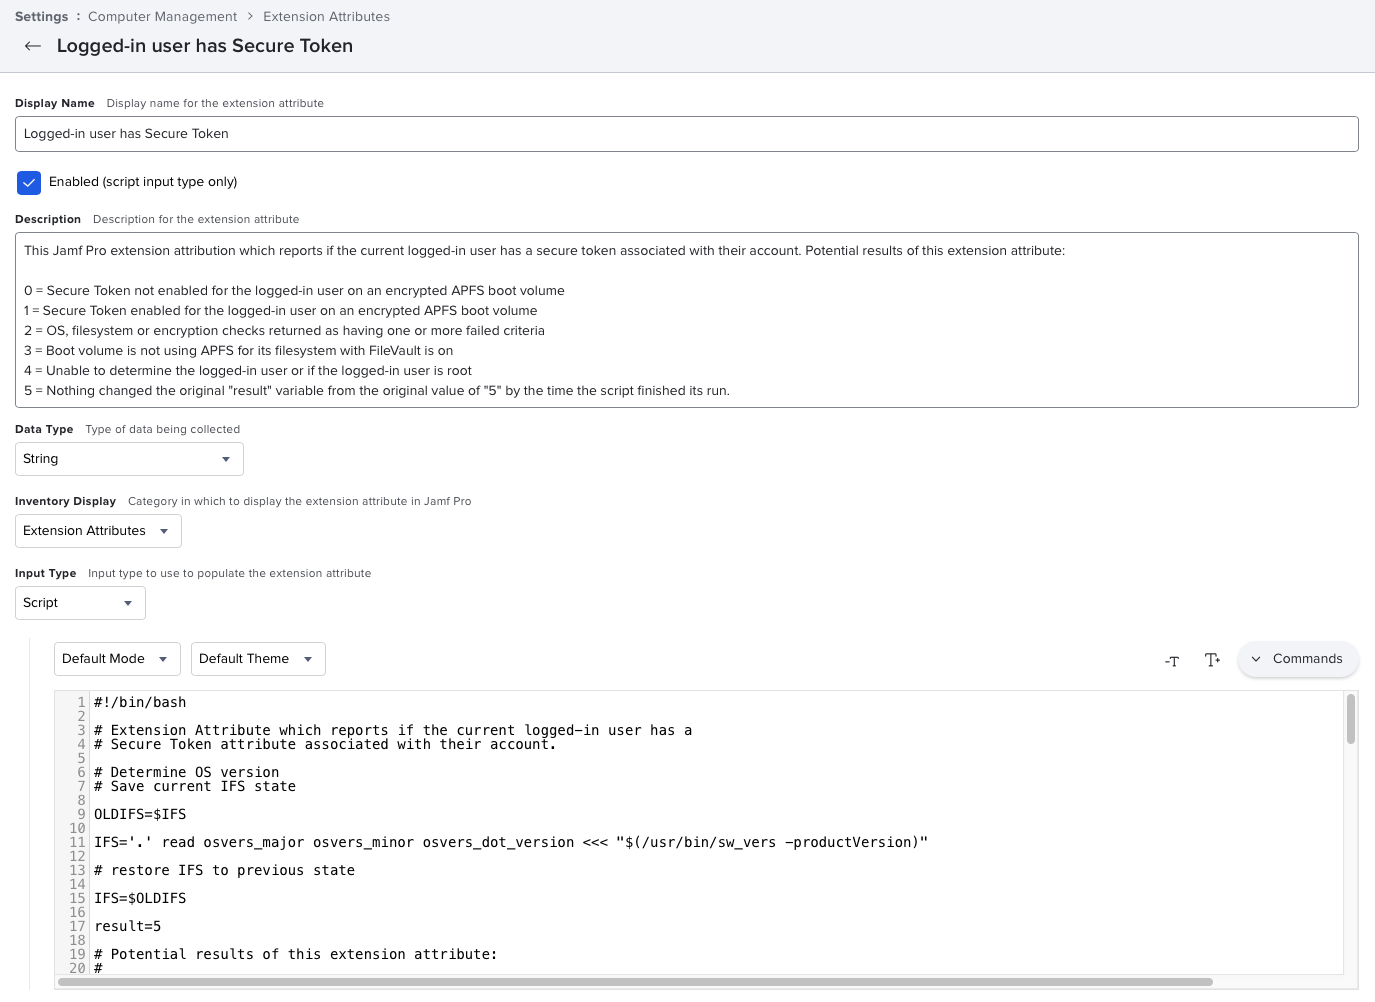 Settings : Computer Management > Extension Attributes
← Logged-in user has Secure Token
Display Name Display name for the extension attribute
Logged-in user has Secure Token
Enabled (script input type only)
Description Description for the extension attribute
This Jamf Pro extension attribution which reports if the current logged-in user has a secure token associated with their account. Potential results of this extension attribute:
0 = Secure Token not enabled for the logged-in user on an encrypted APFS boot volume
1 = Secure Token enabled for the logged-in user on an encrypted APFS boot volume
2 = OS, filesystem or encryption checks returned as having one or more failed criteria
3 = Boot volume is not using APFS for its filesystem with FileVault is on
4 = Unable to determine the logged-in user or if the logged-in user is root
5 = Nothing changed the original "result" variable from the original value of "5" by the time the script finished its run.
Data Type Type of data being collected
String
Inventory Display Category in which to display the extension attribute in Jamf Pro
Extension Attributes
Input Type Input type to use to populate the extension attribute
Script
Default Mode Default Theme -T T+ Commands
1 #!/bin/bash
2
3 # Extension Attribute which reports if the current logged-in user has a
4 # Secure Token attribute associated with their account.
5
6 # Determine OS version
7 # Save current IFS state
8
9 OLDIFS=$IFS
10
11 IFS='.' read osvers_major osvers_minor osvers_dot_version <<< "$(/usr/bin/sw_vers -productVersion)"
12
13 # restore IFS to previous state
14
15 IFS=$OLDIFS
16
17 result=5
18
19 # Potential results of this extension attribute:
20 #